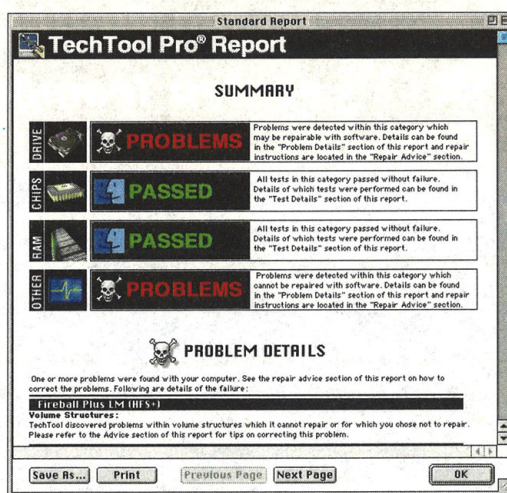 Standard Report
TechTool Pro® Report
SUMMARY
DRIVE
PROBLEMS
Problems were detected within this category which
may be repairable with software. Details can be found
in the "Problem Details" section of this report and repair
instructions are located in the "Repair Advice" section.
CHIPS
PASSED
All tests in this category passed without failure.
Details of which tests were performed can be found in
the "Test Details" section of this report.
RAM
PASSED
All tests in this category passed without failure.
Details of which tests were performed can be found in
the "Test Details" section of this report.
OTHER
PROBLEMS
Problems were detected within this category which
cannot be repaired with software. Details can be found
in the "Problem Details" section of this report and repair
instructions are located in the "Repair Advice" section.
PROBLEM DETAILS
One or more problems were found with your computer. See the repair advice section of this report on how to
correct the problems. Following are details of the failure:
Fireball Plus LM (HFS+)
Volume Structures:
TechTool discovered problems within volume structures which it cannot repair or for which you chose not to repair.
Please refer to the Advice section of this report for tips on correcting this problem.
Save As... Print Previous Page Next Page OK